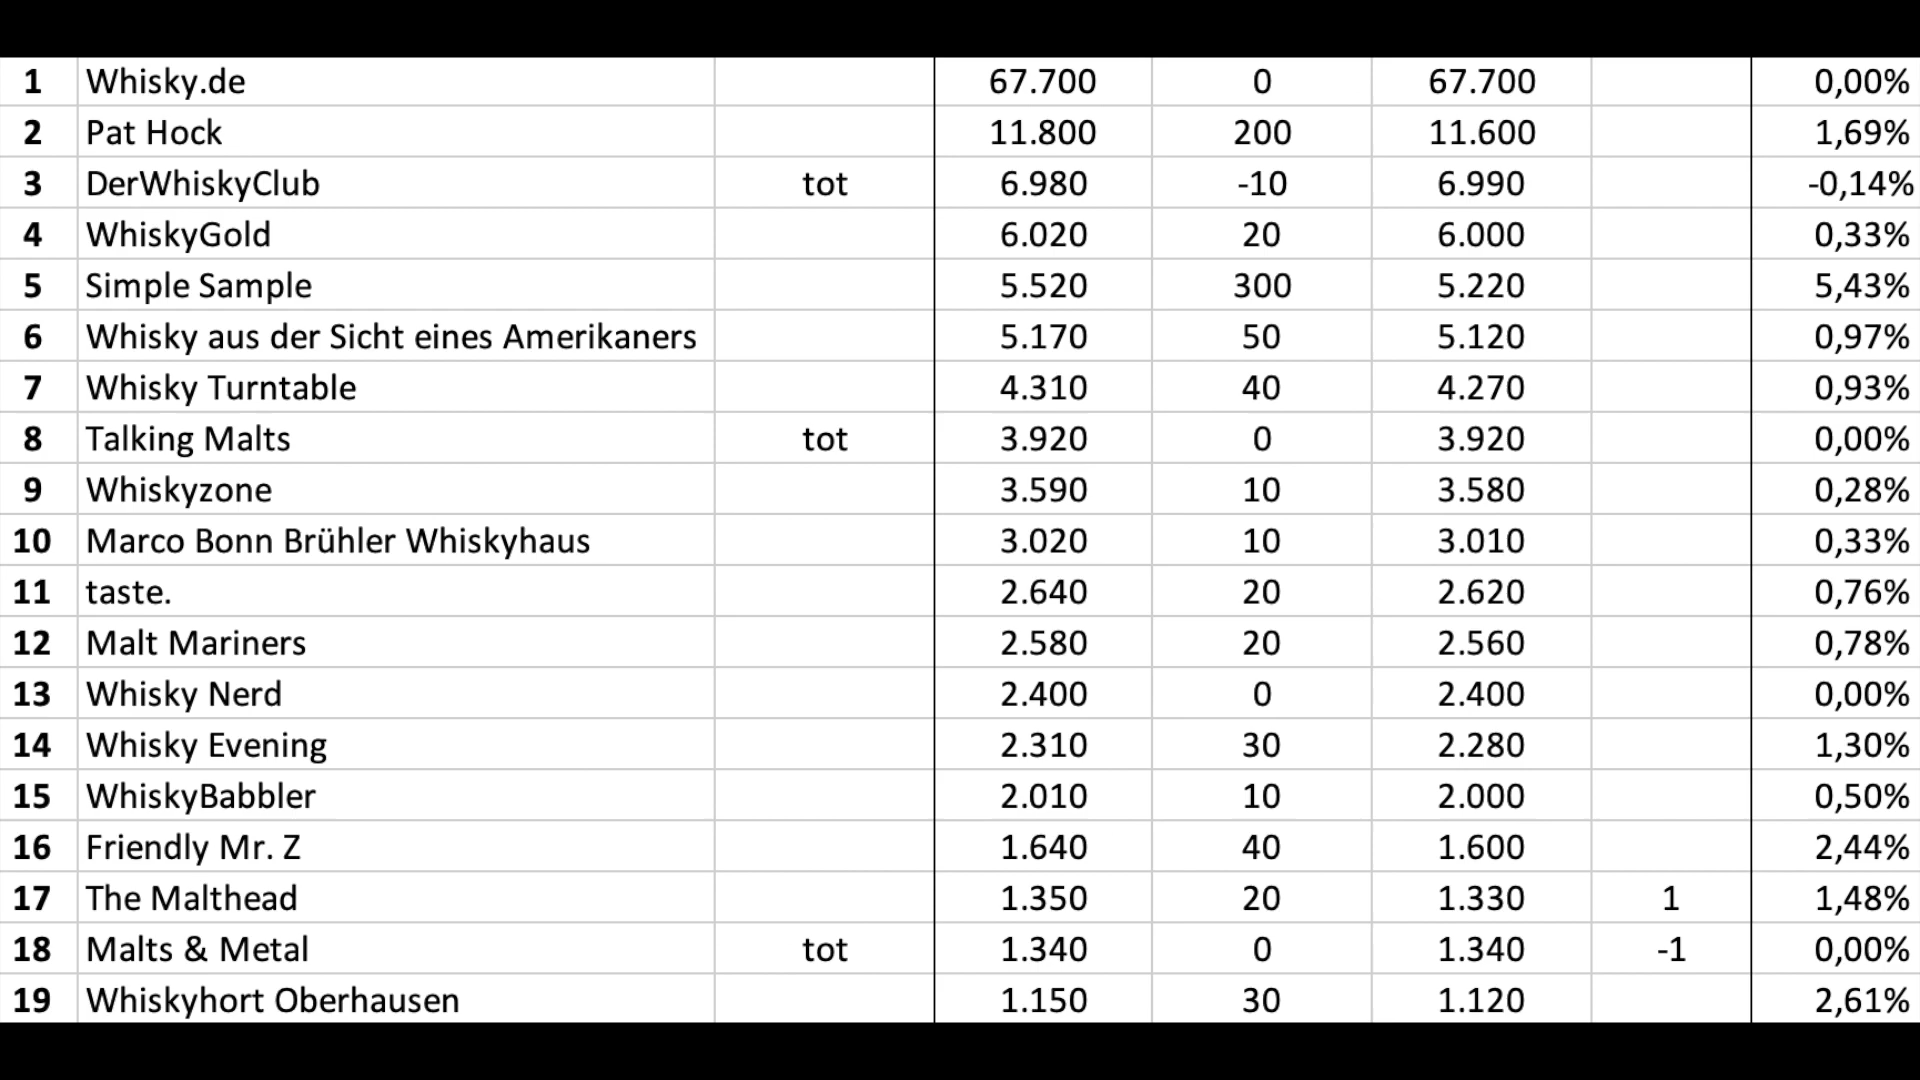 1 Whisky.de 67.700 0 67.700 0,00%
2 Pat Hock 11.800 200 11.600 1,69%
3 DerWhiskyClub tot 6.980 -10 6.990 -0,14%
4 WhiskyGold 6.020 20 6.000 0,33%
5 Simple Sample 5.520 300 5.220 5,43%
6 Whisky aus der Sicht eines Amerikaners 5.170 50 5.120 0,97%
7 Whisky Turntable 4.310 40 4.270 0,93%
8 Talking Malts tot 3.920 0 3.920 0,00%
9 Whiskyzone 3.590 10 3.580 0,28%
10 Marco Bonn Brühler Whiskyhaus 3.020 10 3.010 0,33%
11 taste. 2.640 20 2.620 0,76%
12 Malt Mariners 2.580 20 2.560 0,78%
13 Whisky Nerd 2.400 0 2.400 0,00%
14 Whisky Evening 2.310 30 2.280 1,30%
15 WhiskyBabbler 2.010 10 2.000 0,50%
16 Friendly Mr. Z 1.640 40 1.600 2,44%
17 The Malthead 1.350 20 1.330 1 1,48%
18 Malts & Metal tot 1.340 0 1.340 -1 0,00%
19 Whiskyhort Oberhausen 1.150 30 1.120 2,61%